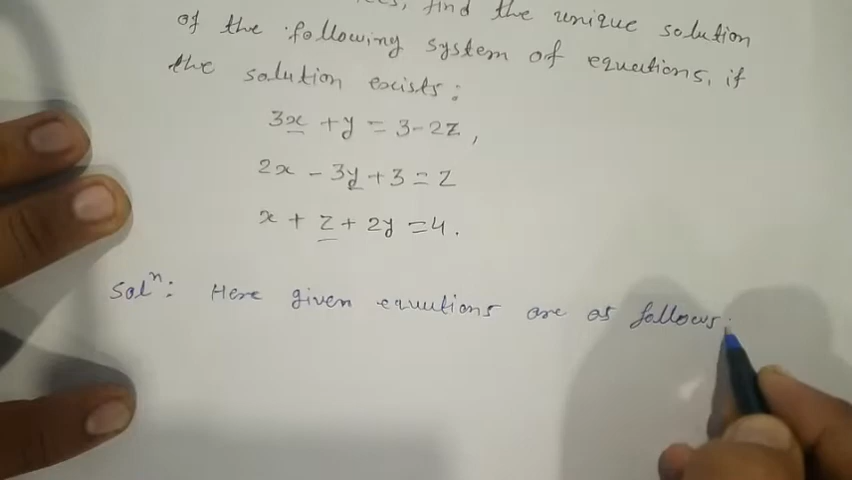 find the unique solution
of the following system of equations, if
the solution exists:
3x + y = 3-2z,
2x - 3y + 3 = z
x + z + 2y = 4.
Solⁿ: Here given equations are as follows: